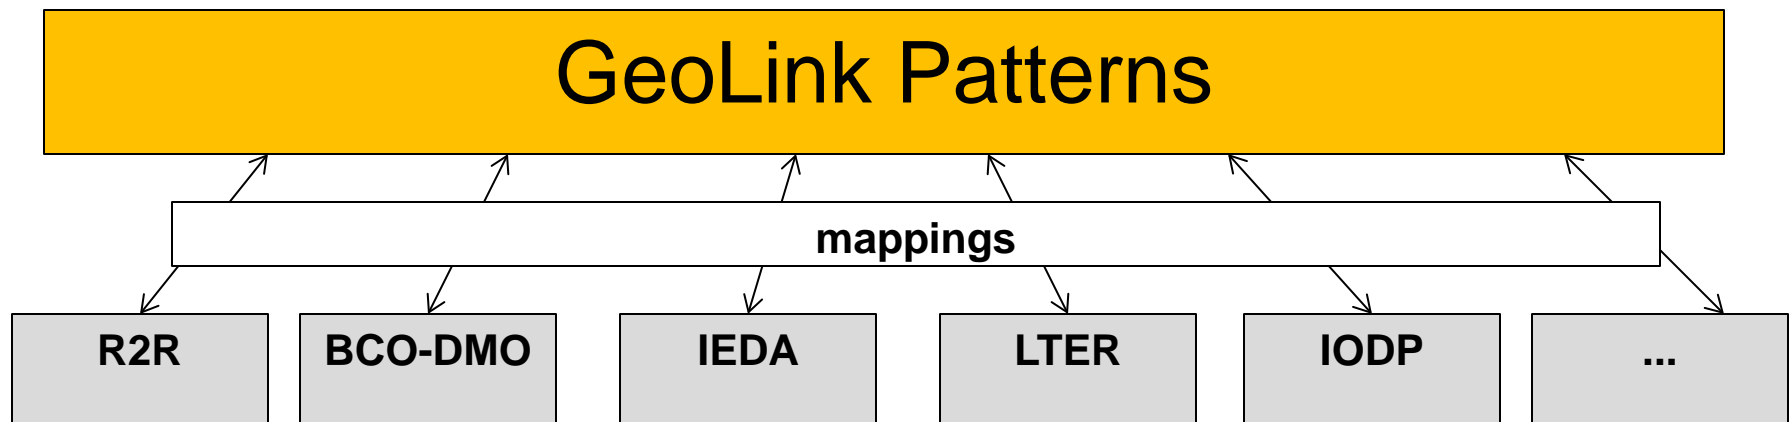 GeoLink Patterns
mappings
R2R BCO-DMO IEDA LTER IODP ...